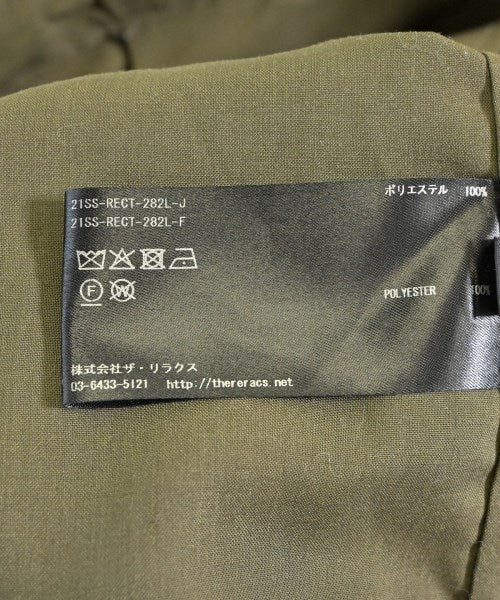 21SS-RECT-282L-J
21SS-RECT-282L-F
ポリエステル 100%
POLYESTER 100%
F
W
株式会社ザ・リラクス
03-6433-5121 http://thereracs.net